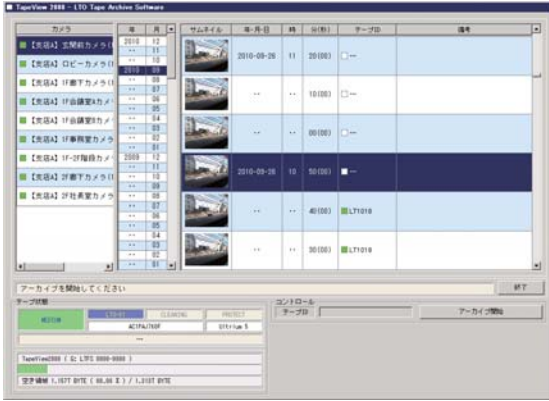 TapeView 2000 - LTO Tape Archive Software
カメラ
年 月
サムネイル 年-月-日 時 分(秒) テープID 備考
【支店A】玄関前カメラ(1
【支店A】ロビーカメラ(1
【支店A】1F廊下カメラ(1
【支店A】1F会議室Aカメラ
【支店A】1F会議室Bカメラ
【支店A】1F事務室カメラ
【支店A】1F-2F階段カメラ
【支店A】2F廊下カメラ(1
【支店A】2F社長室カメラ
2010 12
·· 11
·· 10
2010 09
·· 08
·· 07
·· 06
·· 05
·· 04
·· 03
·· 02
·· 01
2009 12
·· 11
·· 10
·· 09
·· 08
·· 07
·· 06
·· 05
·· 04
·· 03
·· 02
·· 01
2010-09-26 11 20(00) --
·· ·· 10(00) --
·· ·· 00(00) --
2010-09-26 10 50(00) --
·· ·· 40(00) LT1018
·· ·· 30(00) LT1018
アーカイブを開始してください
終了
テープ状態
CLEANING PROTECT
Ultrium 5
--
コントロール
テープID
アーカイブ開始
空き領域